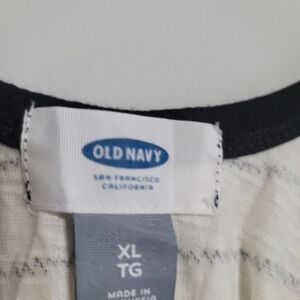 OLD NAVY
SAN FRANCISCO
CALIFORNIA
XL
TG
MADE IN